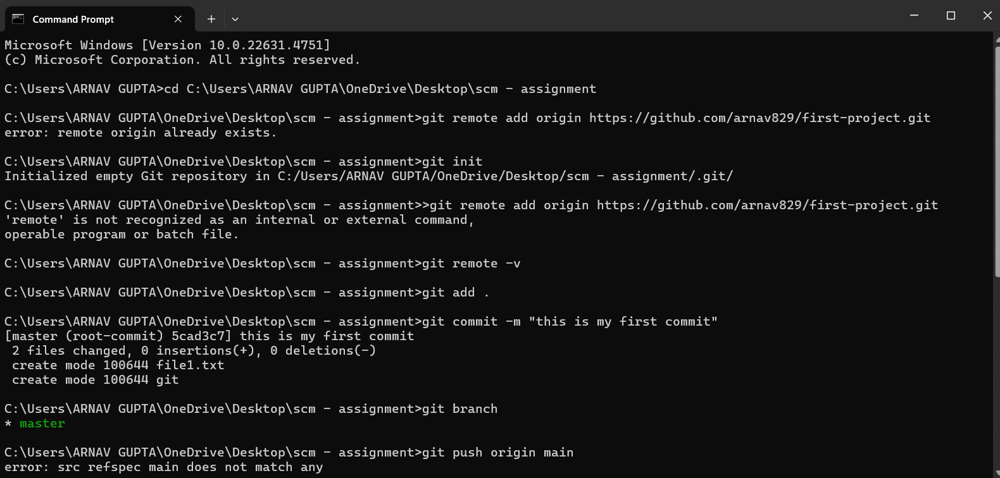 Command Prompt
Microsoft Windows [Version 10.0.22631.4751]
(c) Microsoft Corporation. All rights reserved.
C:\Users\ARNAV GUPTA>cd C:\Users\ARNAV GUPTA\OneDrive\Desktop\scm - assignment
C:\Users\ARNAV GUPTA\OneDrive\Desktop\scm - assignment>git remote add origin https://github.com/arnav829/first-project.git
error: remote origin already exists.
C:\Users\ARNAV GUPTA\OneDrive\Desktop\scm - assignment>git init
Initialized empty Git repository in C:/Users/ARNAV GUPTA/OneDrive/Desktop/scm - assignment/.git/
C:\Users\ARNAV GUPTA\OneDrive\Desktop\scm - assignment>>git remote add origin https://github.com/arnav829/first-project.git
'remote' is not recognized as an internal or external command,
operable program or batch file.
C:\Users\ARNAV GUPTA\OneDrive\Desktop\scm - assignment>git remote -v
C:\Users\ARNAV GUPTA\OneDrive\Desktop\scm - assignment>git add .
C:\Users\ARNAV GUPTA\OneDrive\Desktop\scm - assignment>git commit -m "this is my first commit"
[master (root-commit) 5cad3c7] this is my first commit
 2 files changed, 0 insertions(+), 0 deletions(-)
 create mode 100644 file1.txt
 create mode 100644 git
C:\Users\ARNAV GUPTA\OneDrive\Desktop\scm - assignment>git branch
* master
C:\Users\ARNAV GUPTA\OneDrive\Desktop\scm - assignment>git push origin main
error: src refspec main does not match any